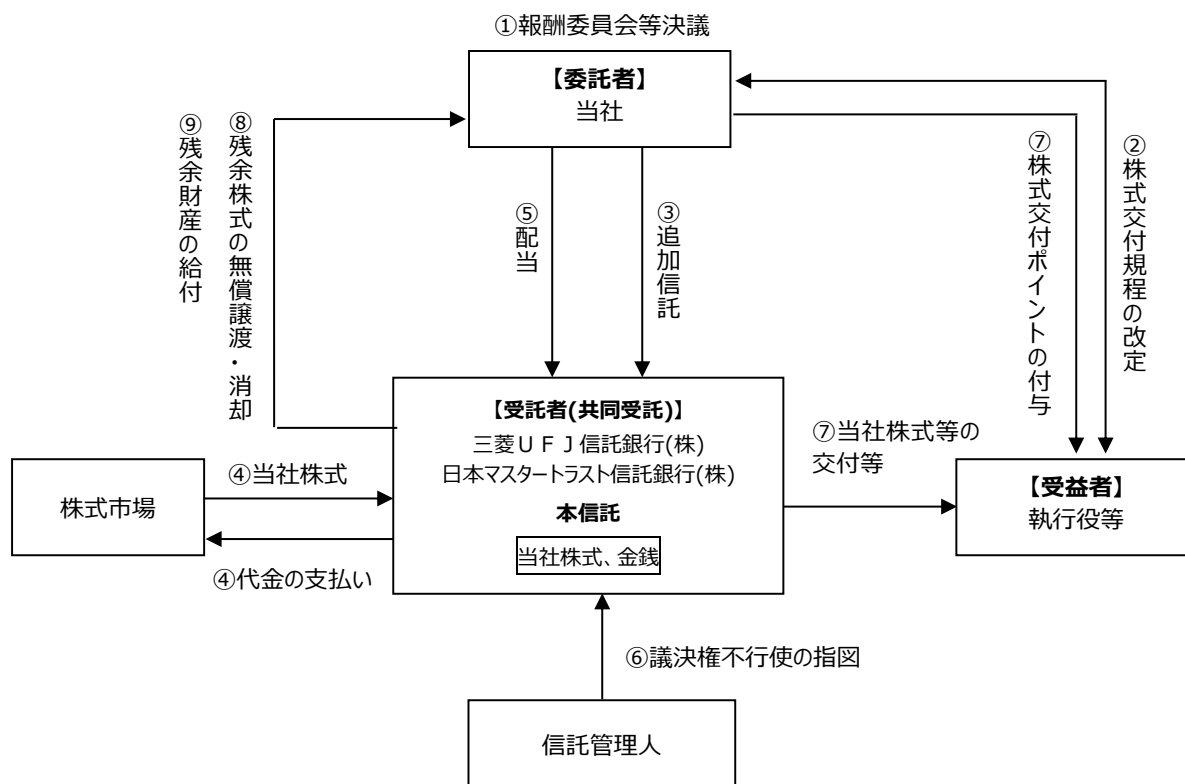 ①報酬委員会等決議
【委託者】
当社
⑨残余財産の給付
⑧残余株式の無償譲渡・消却
⑤配当
③追加信託
⑦株式交付ポイントの付与
②株式交付規程の改定
【受託者(共同受託)】
三菱UFJ信託銀行(株)
日本マスタートラスト信託銀行(株)
本信託
当社株式、金銭
株式市場
④当社株式
④代金の支払い
⑦当社株式等の
交付等
【受益者】
執行役等
⑥議決権不行使の指図
信託管理人